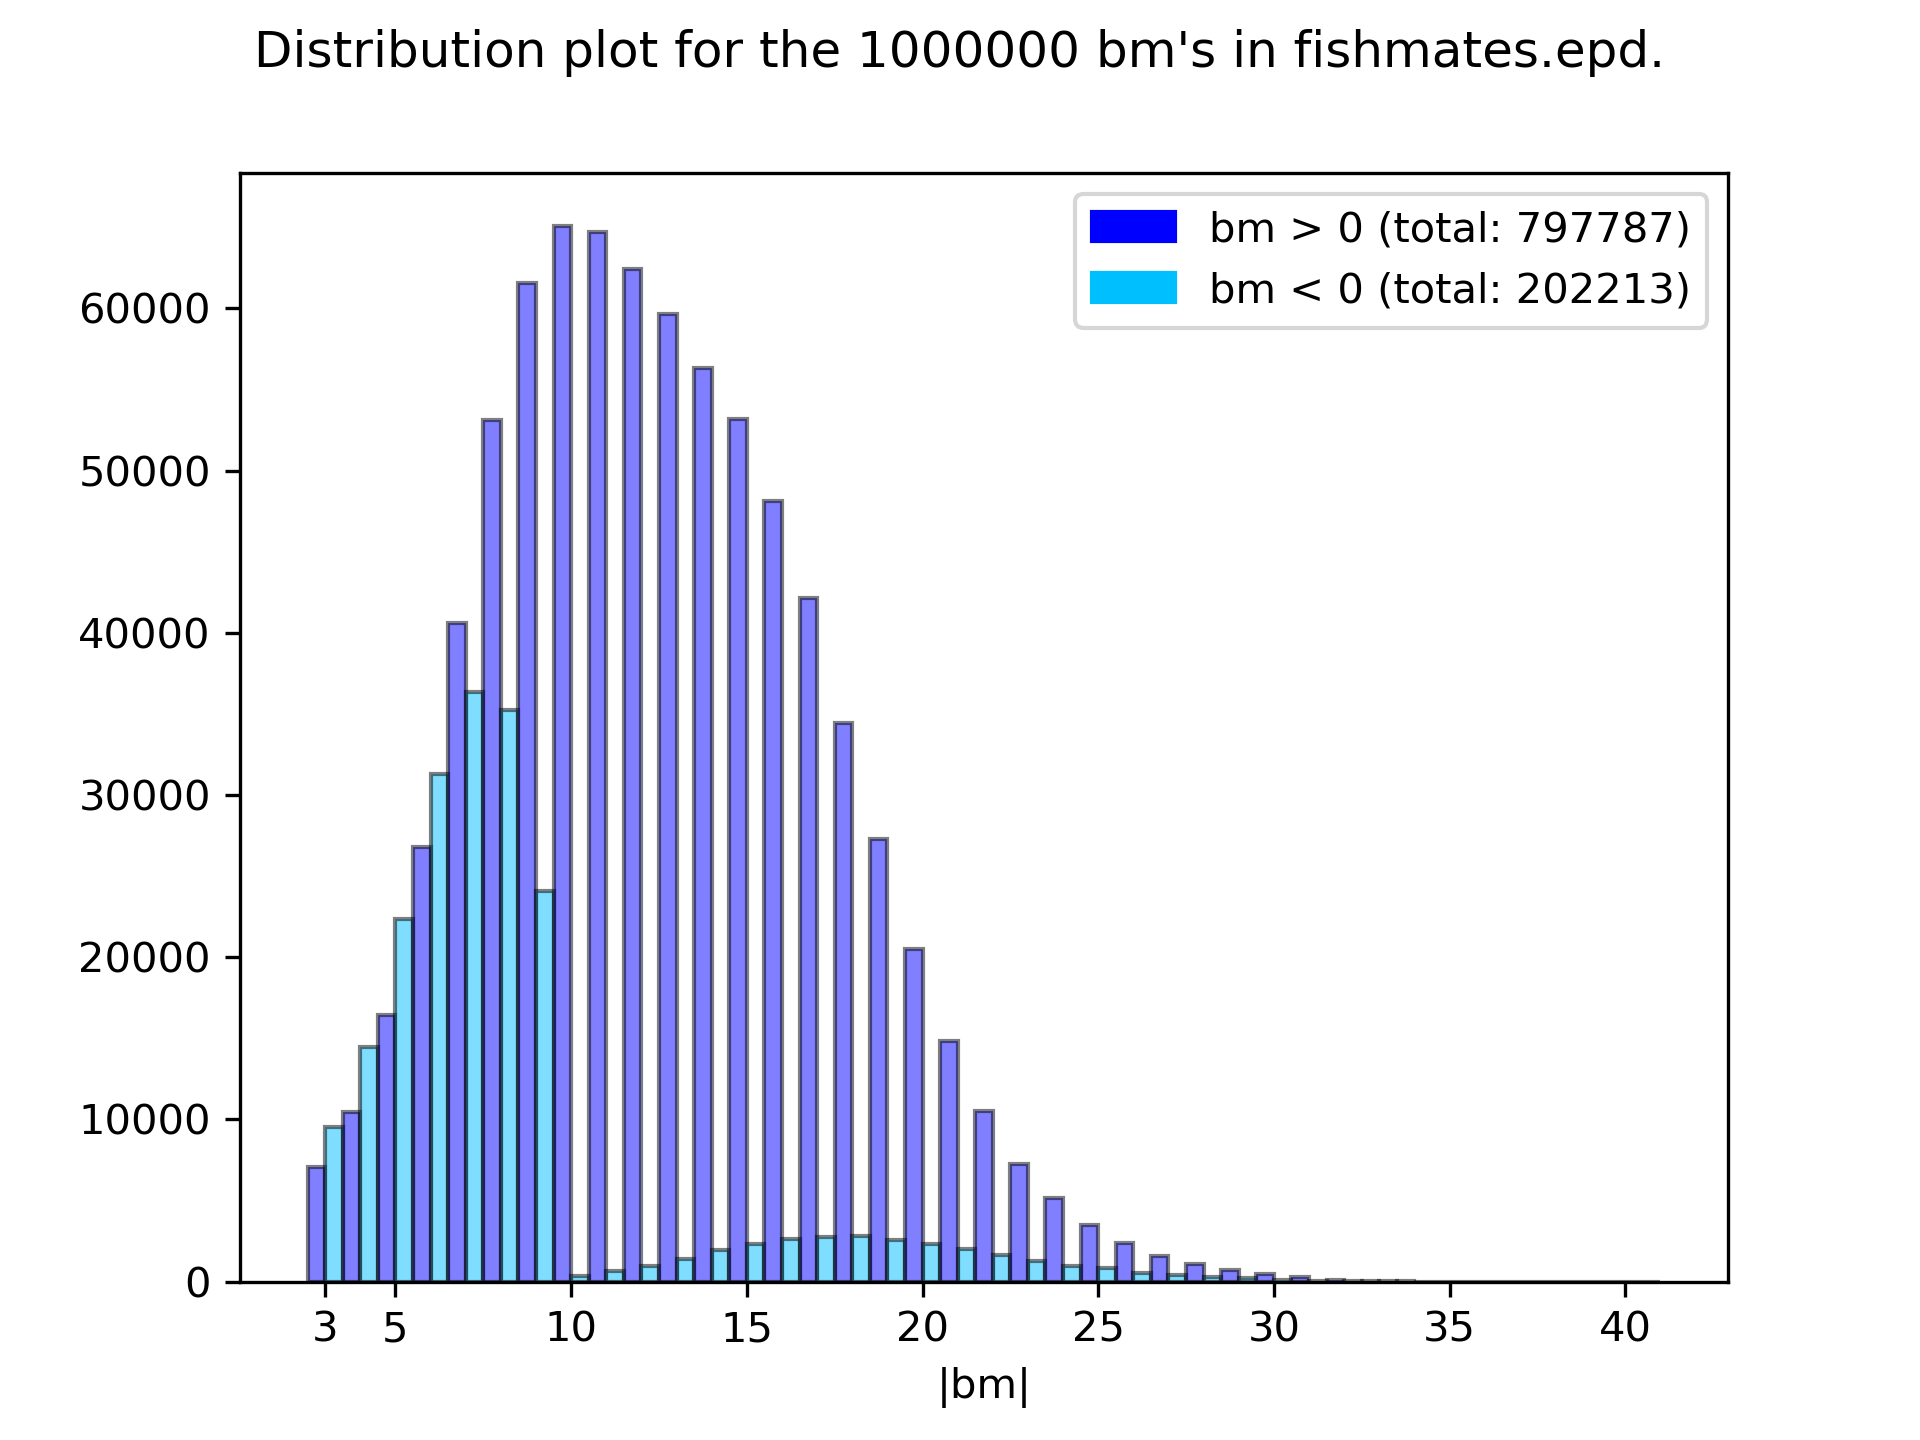 Distribution plot for the 1000000 bm's in fishmates.epd.
bm > 0 (total: 797787)
bm < 0 (total: 202213)
60000
50000
40000
30000
20000
10000
0
3 5 10 15 20 25 30 35 40
|bm|